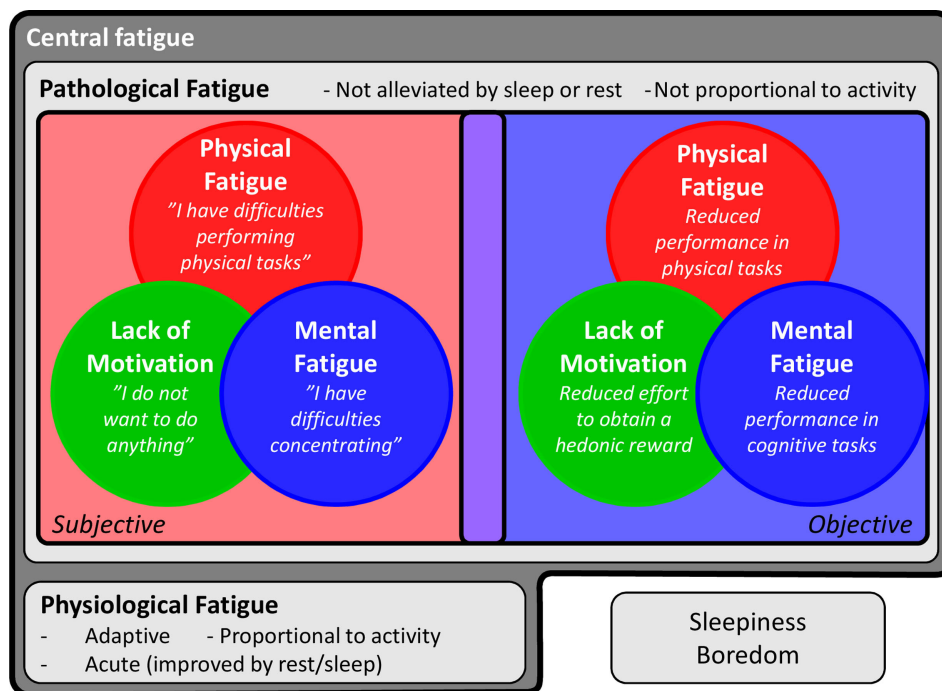 Central fatigue
Pathological Fatigue - Not alleviated by sleep or rest -Not proportional to activity
Physical
Fatigue
”I have difficulties
performing
physical tasks”
Lack of
Motivation
”I do not
want to do
anything”
Mental
Fatigue
”I have
difficulties
concentrating”
Subjective
Physical
Fatigue
Reduced
performance in
physical tasks
Lack of
Motivation
Reduced effort
to obtain a
hedonic reward
Mental
Fatigue
Reduced
performance in
cognitive tasks
Objective
Physiological Fatigue
- Adaptive - Proportional to activity
- Acute (improved by rest/sleep)
Sleepiness
Boredom